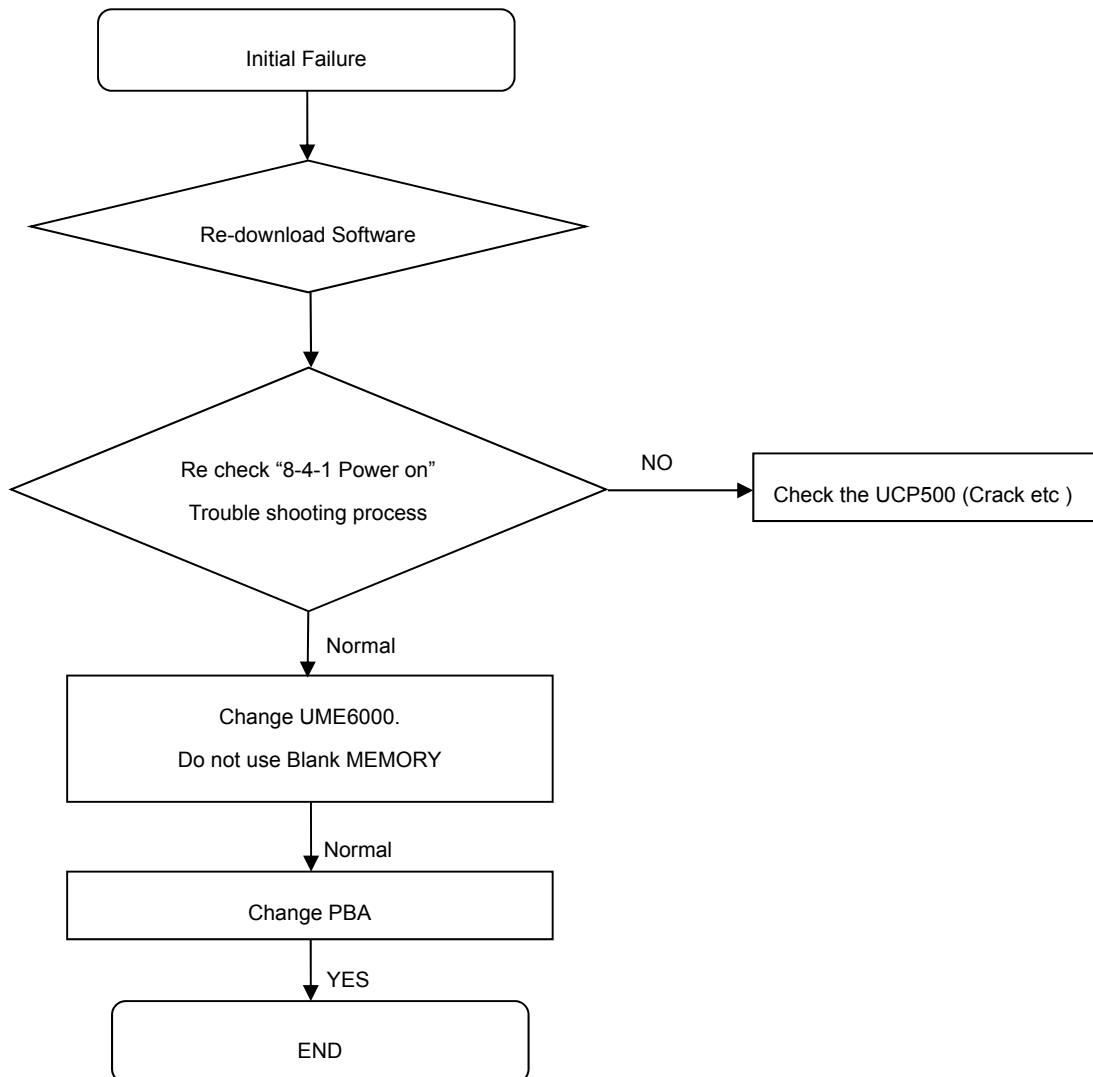 Initial Failure
Re-download Software
Re check “8-4-1 Power on”
Trouble shooting process
NO
Check the UCP500 (Crack etc )
Normal
Change UME6000.
Do not use Blank MEMORY
Normal
Change PBA
YES
END